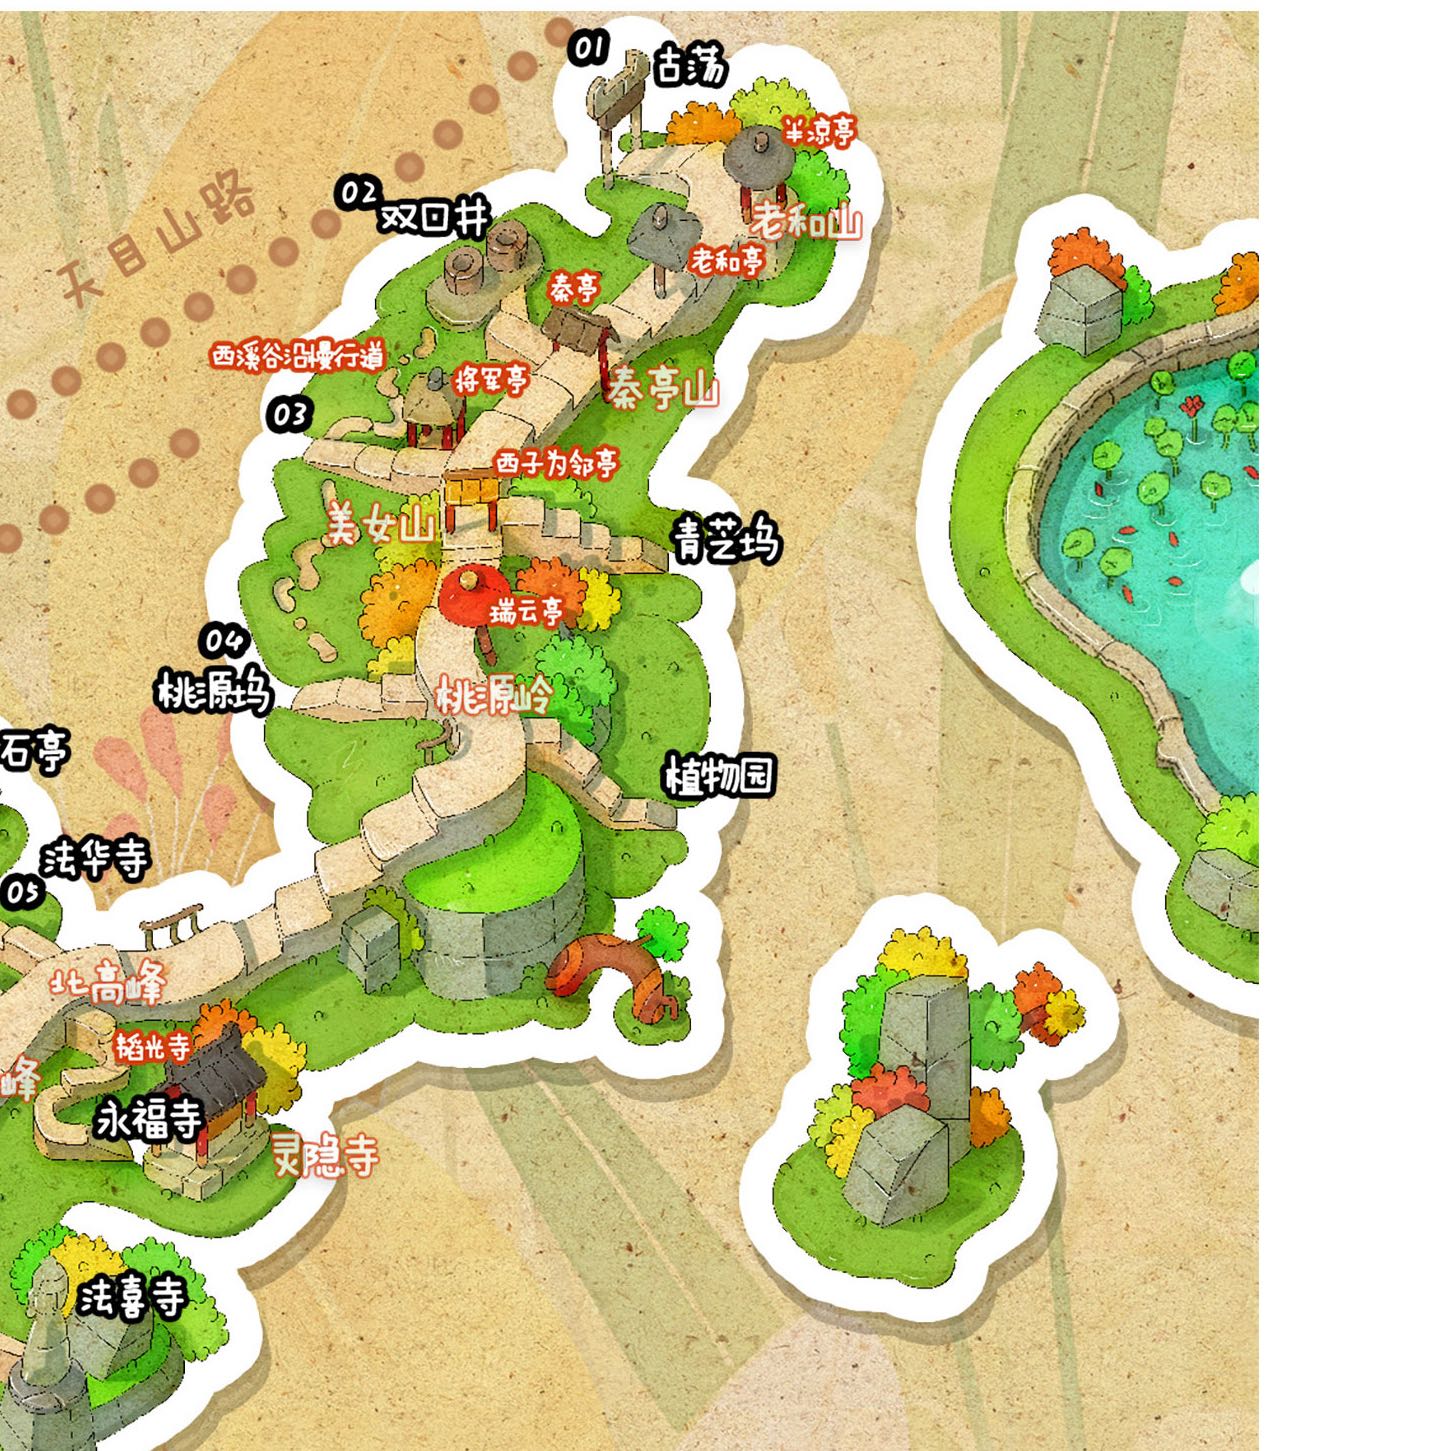 01
古荡
半凉亭
天目山路
02
双口井
老和山
老和亭
秦亭
西溪谷沿慢行道
将军亭
秦亭山
03
西子为邻亭
美女山
青芝坞
瑞云亭
04
桃源坞
桃源岭
石亭
植物园
法华寺
05
北高峰
韬光寺
峰
永福寺
灵隐寺
法喜寺